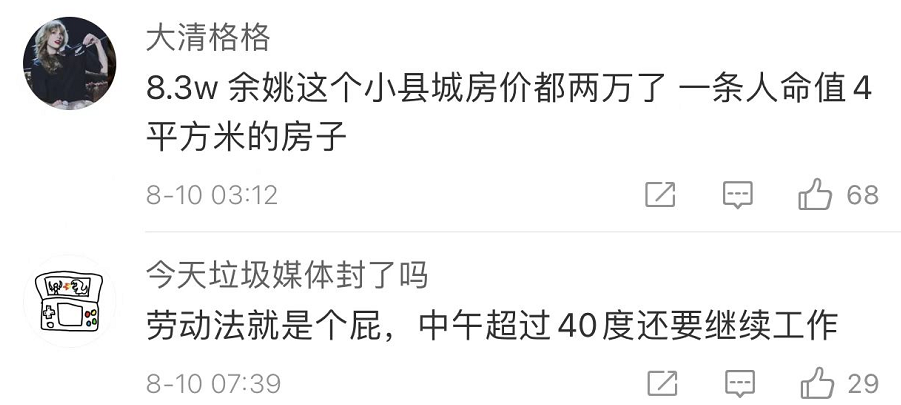 大清格格
8.3w 余姚这个小县城房价都两万了 一条人命值4
平方米的房子
8-10 03:12
68
今天垃圾媒体封了吗
劳动法就是个屁，中午超过40度还要继续工作
8-10 07:39
29